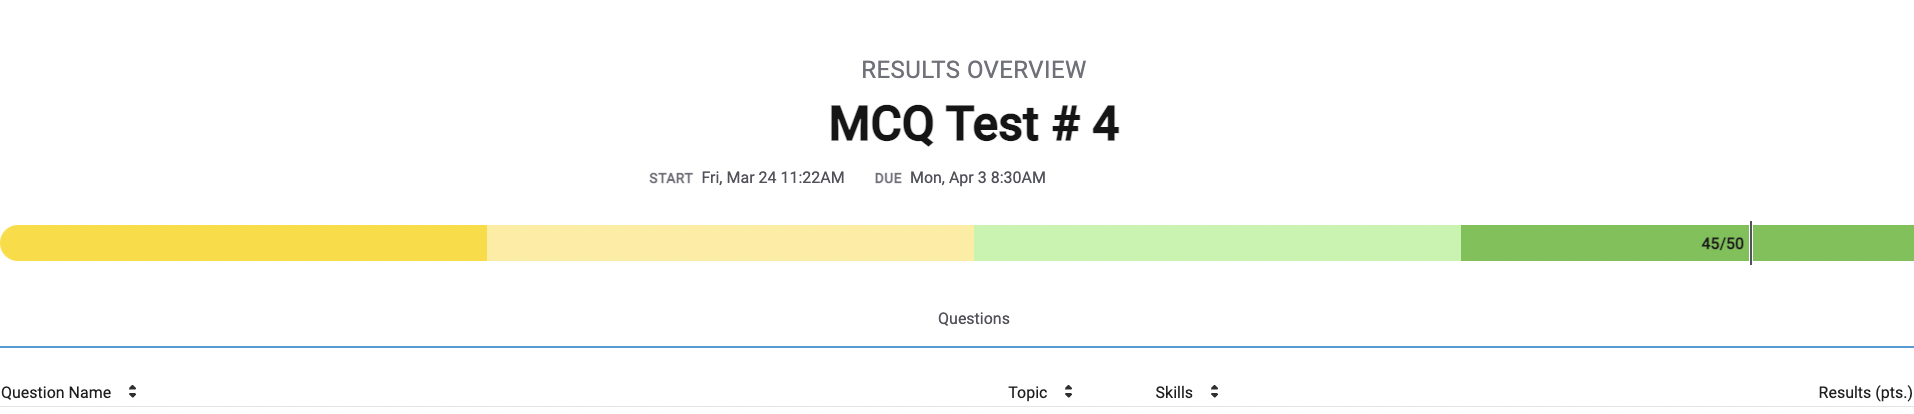 RESULTS OVERVIEW
MCQ Test # 4
START Fri, Mar 24 11:22AM DUE Mon, Apr 3 8:30AM
45/50
Questions
Question Name Topic Skills Results (pts.)